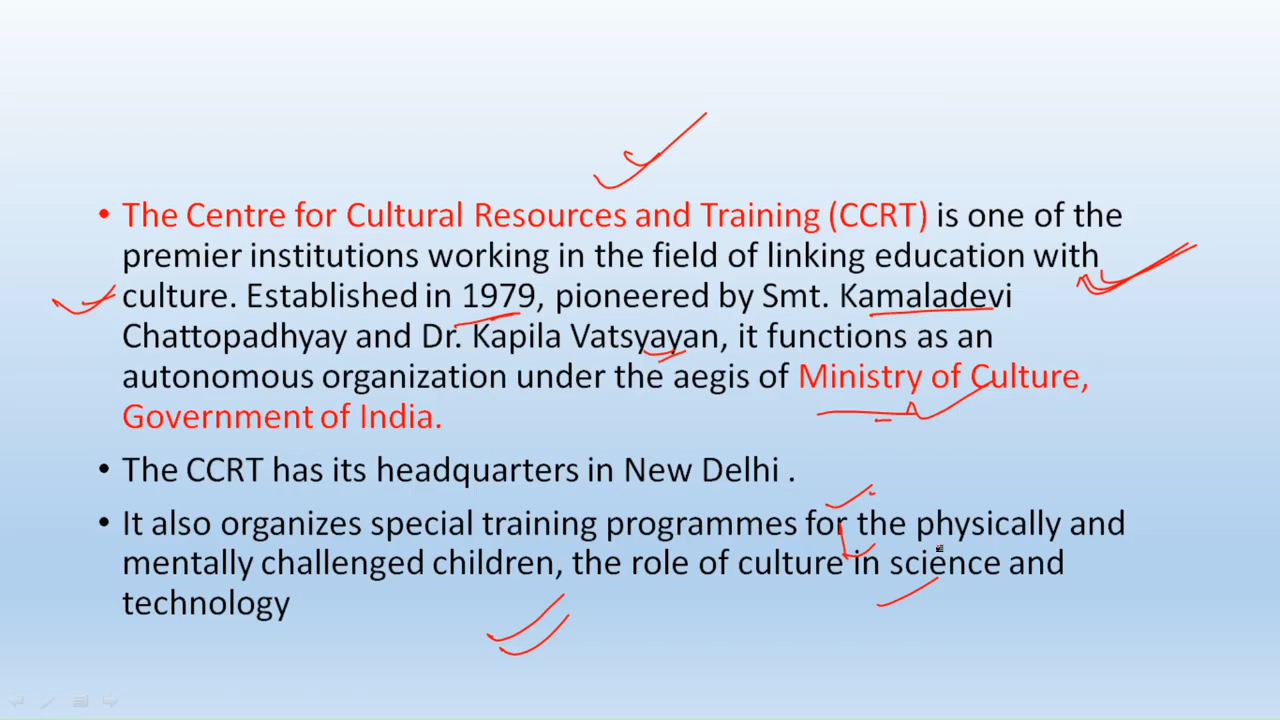 • The Centre for Cultural Resources and Training (CCRT) is one of the
premier institutions working in the field of linking education with
culture. Established in 1979, pioneered by Smt. Kamaladevi
Chattopadhyay and Dr. Kapila Vatsyayan, it functions as an
autonomous organization under the aegis of Ministry of Culture,
Government of India.
• The CCRT has its headquarters in New Delhi .
• It also organizes special training programmes for the physically and
mentally challenged children, the role of culture in science and
technology